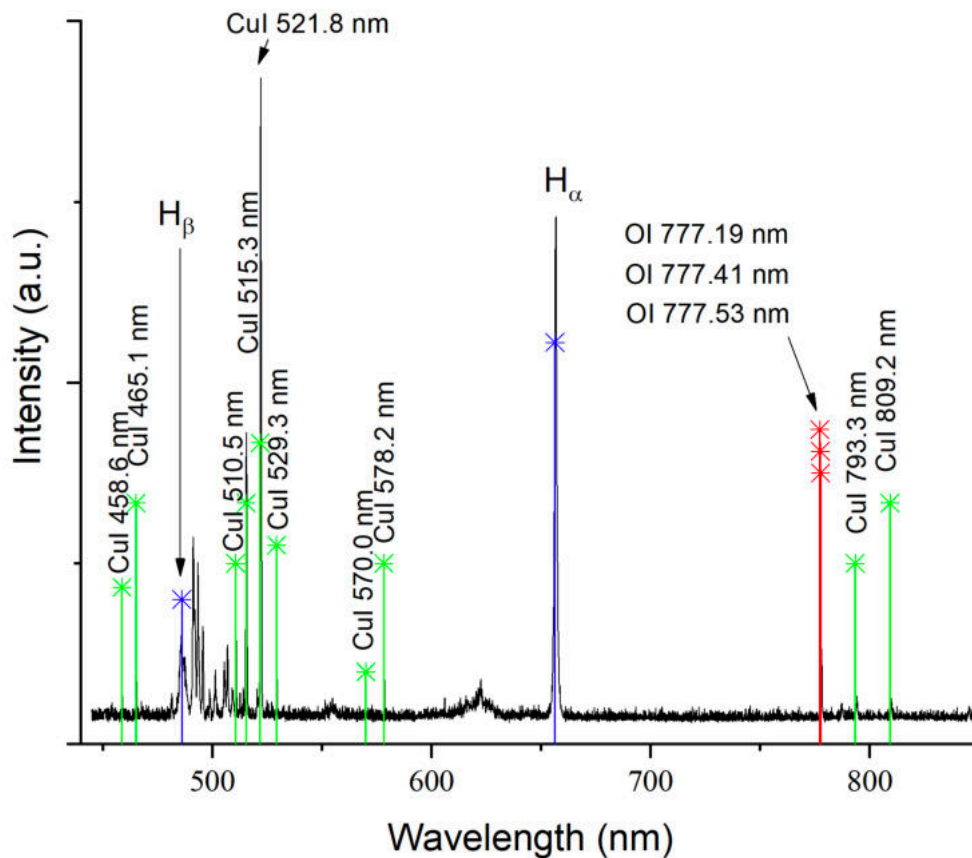 CuI 521.8 nm
Hβ
Hα
OI 777.19 nm
OI 777.41 nm
OI 777.53 nm
CuI 458.6 nm
CuI 465.1 nm
CuI 510.5 nm
CuI 515.3 nm
CuI 529.3 nm
CuI 570.0 nm
CuI 578.2 nm
CuI 793.3 nm
CuI 809.2 nm
Intensity (a.u.)
500
600
700
800
Wavelength (nm)